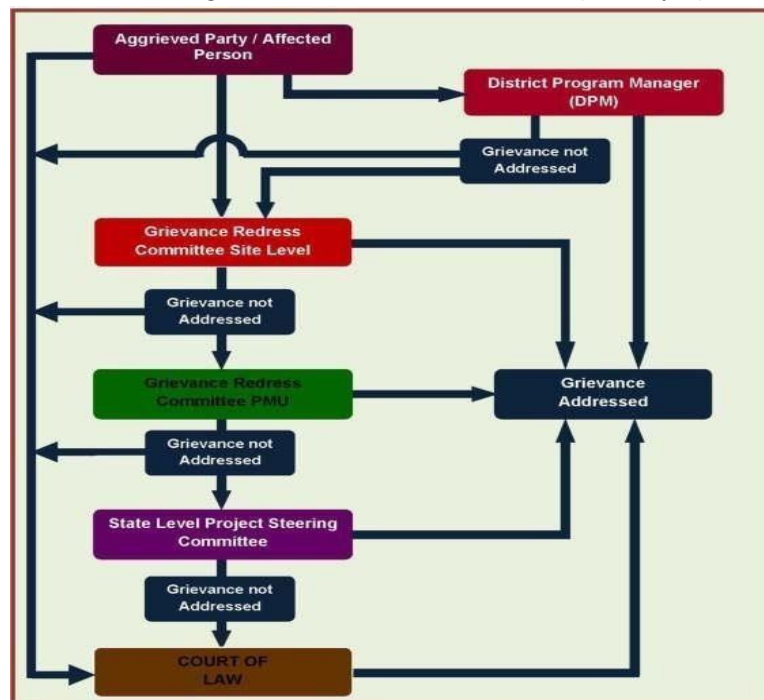 Aggrieved Party / Affected
Person
District Program Manager
(DPM)
Grievance not
Addressed
Grievance Redress
Committee Site Level
Grievance not
Addressed
Grievance Redress
Committee PMU
Grievance
Addressed
Grievance not
Addressed
State Level Project Steering
Committee
Grievance not
Addressed
COURT OF
LAW